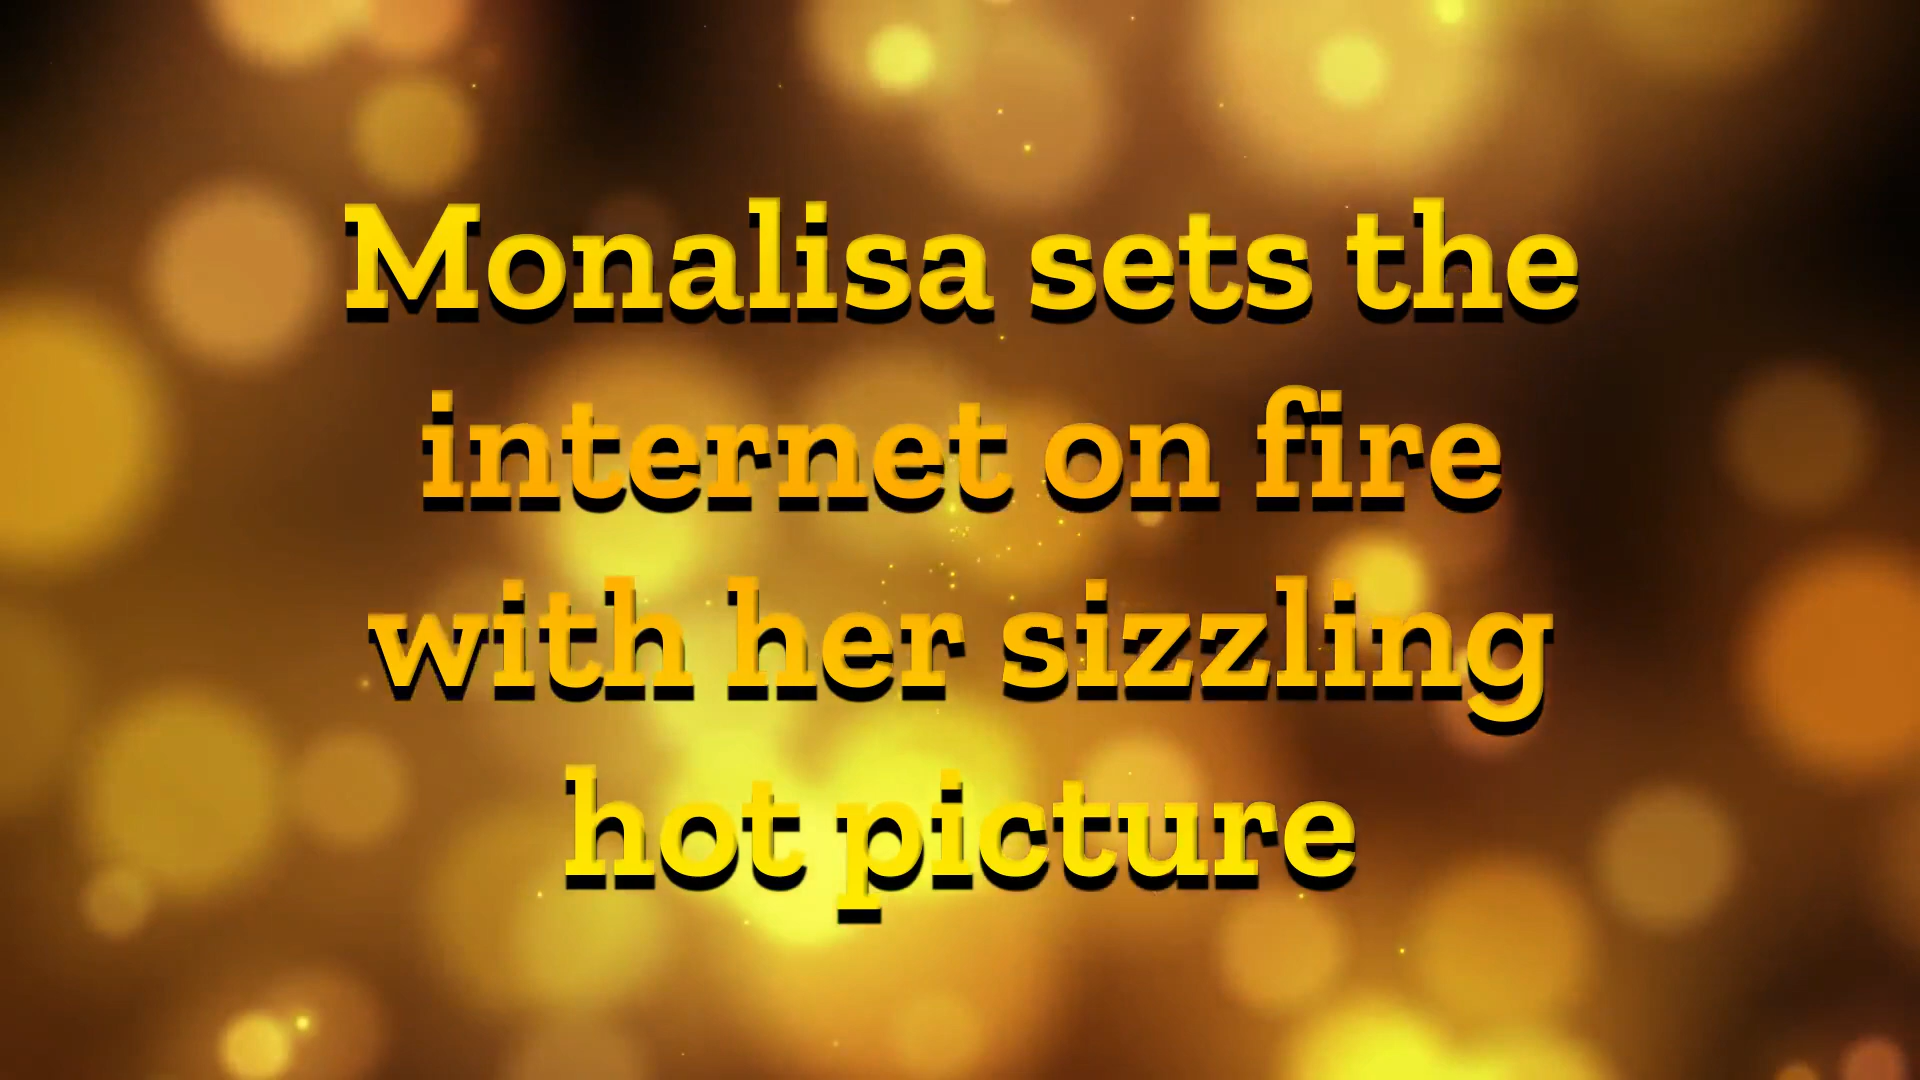 Monalisa sets the
internet on fire
with her sizzling
hot picture